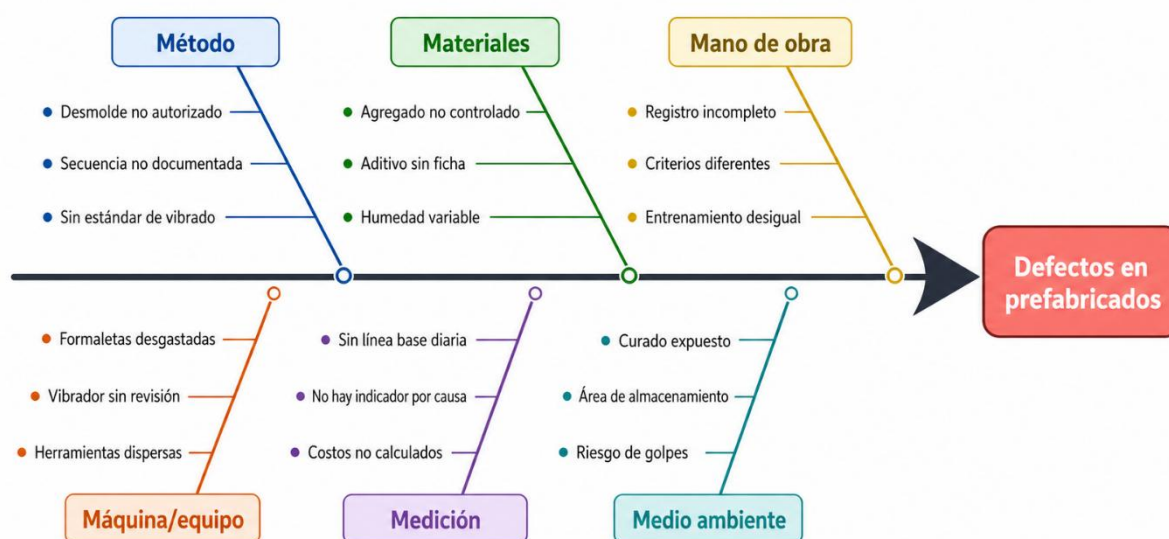 Método
Desmolde no autorizado
Secuencia no documentada
Sin estándar de vibrado
Materiales
Agregado no controlado
Aditivo sin ficha
Humedad variable
Mano de obra
Registro incompleto
Criterios diferentes
Entrenamiento desigual
Defectos en
prefabricados
Formaletas desgastadas
Vibrador sin revisión
Herramientas dispersas
Máquina/equipo
Sin línea base diaria
No hay indicador por causa
Costos no calculados
Medición
Curado expuesto
Área de almacenamiento
Riesgo de golpes
Medio ambiente